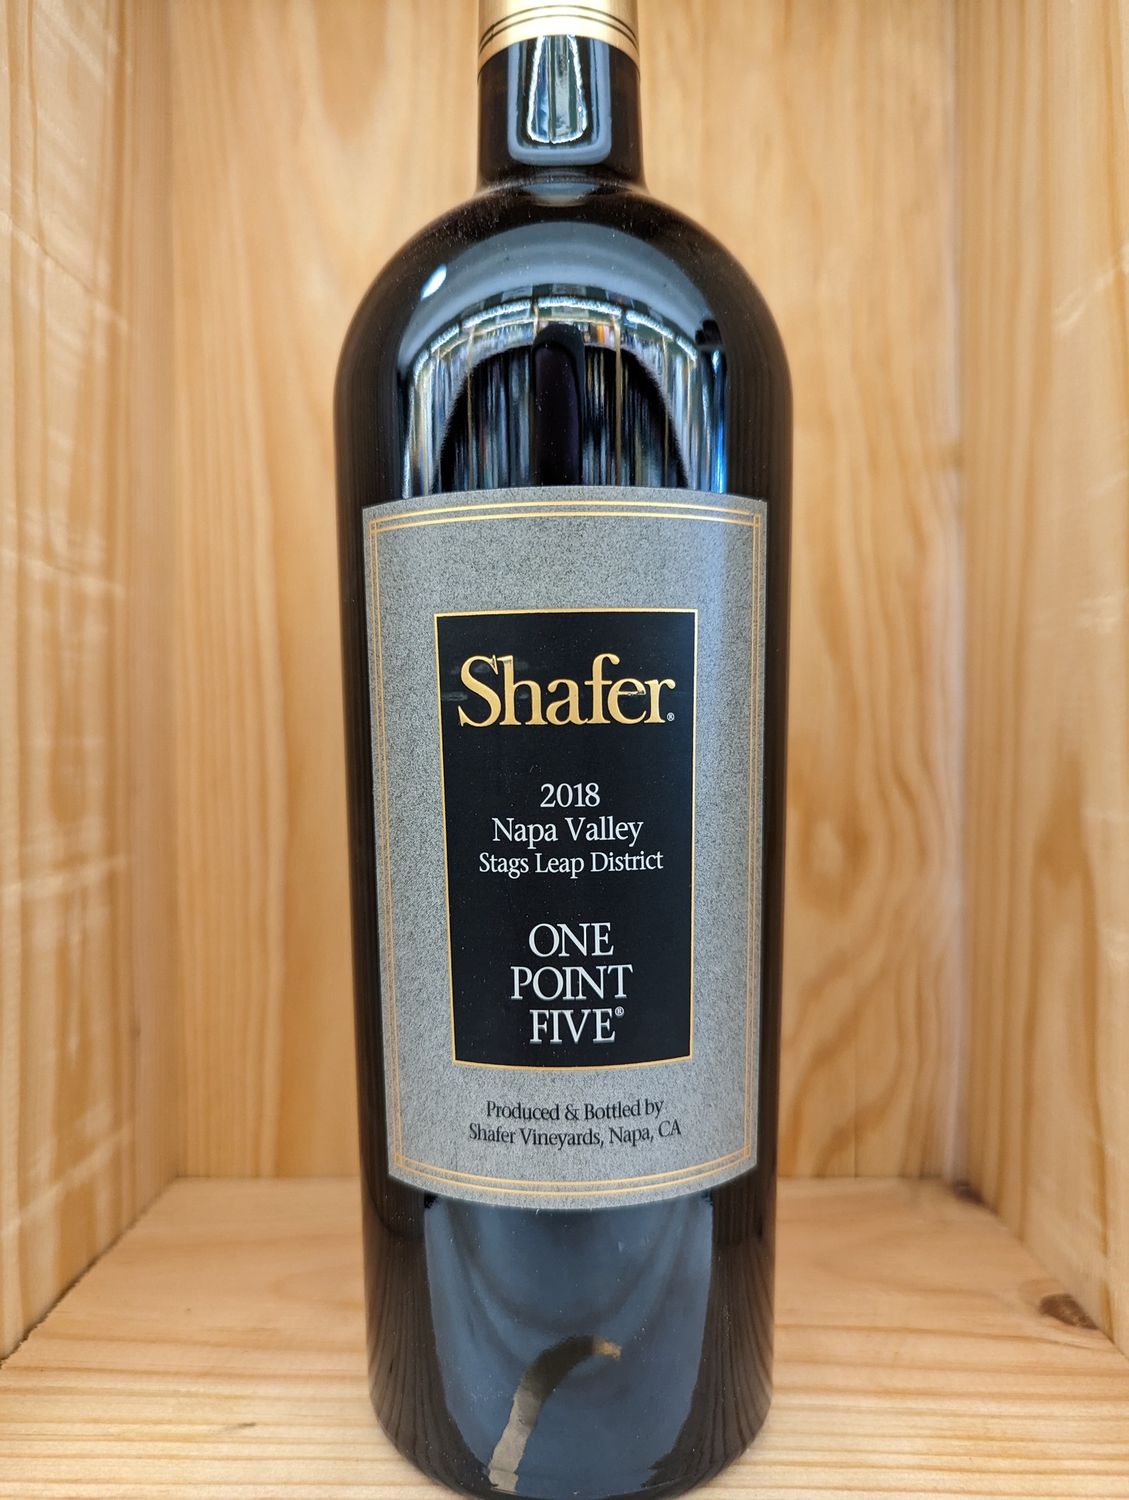 Shafer®
2018
Napa Valley
Stags Leap District
ONE
POINT
FIVE®
Produced & Bottled by
Shafer Vineyards, Napa, CA